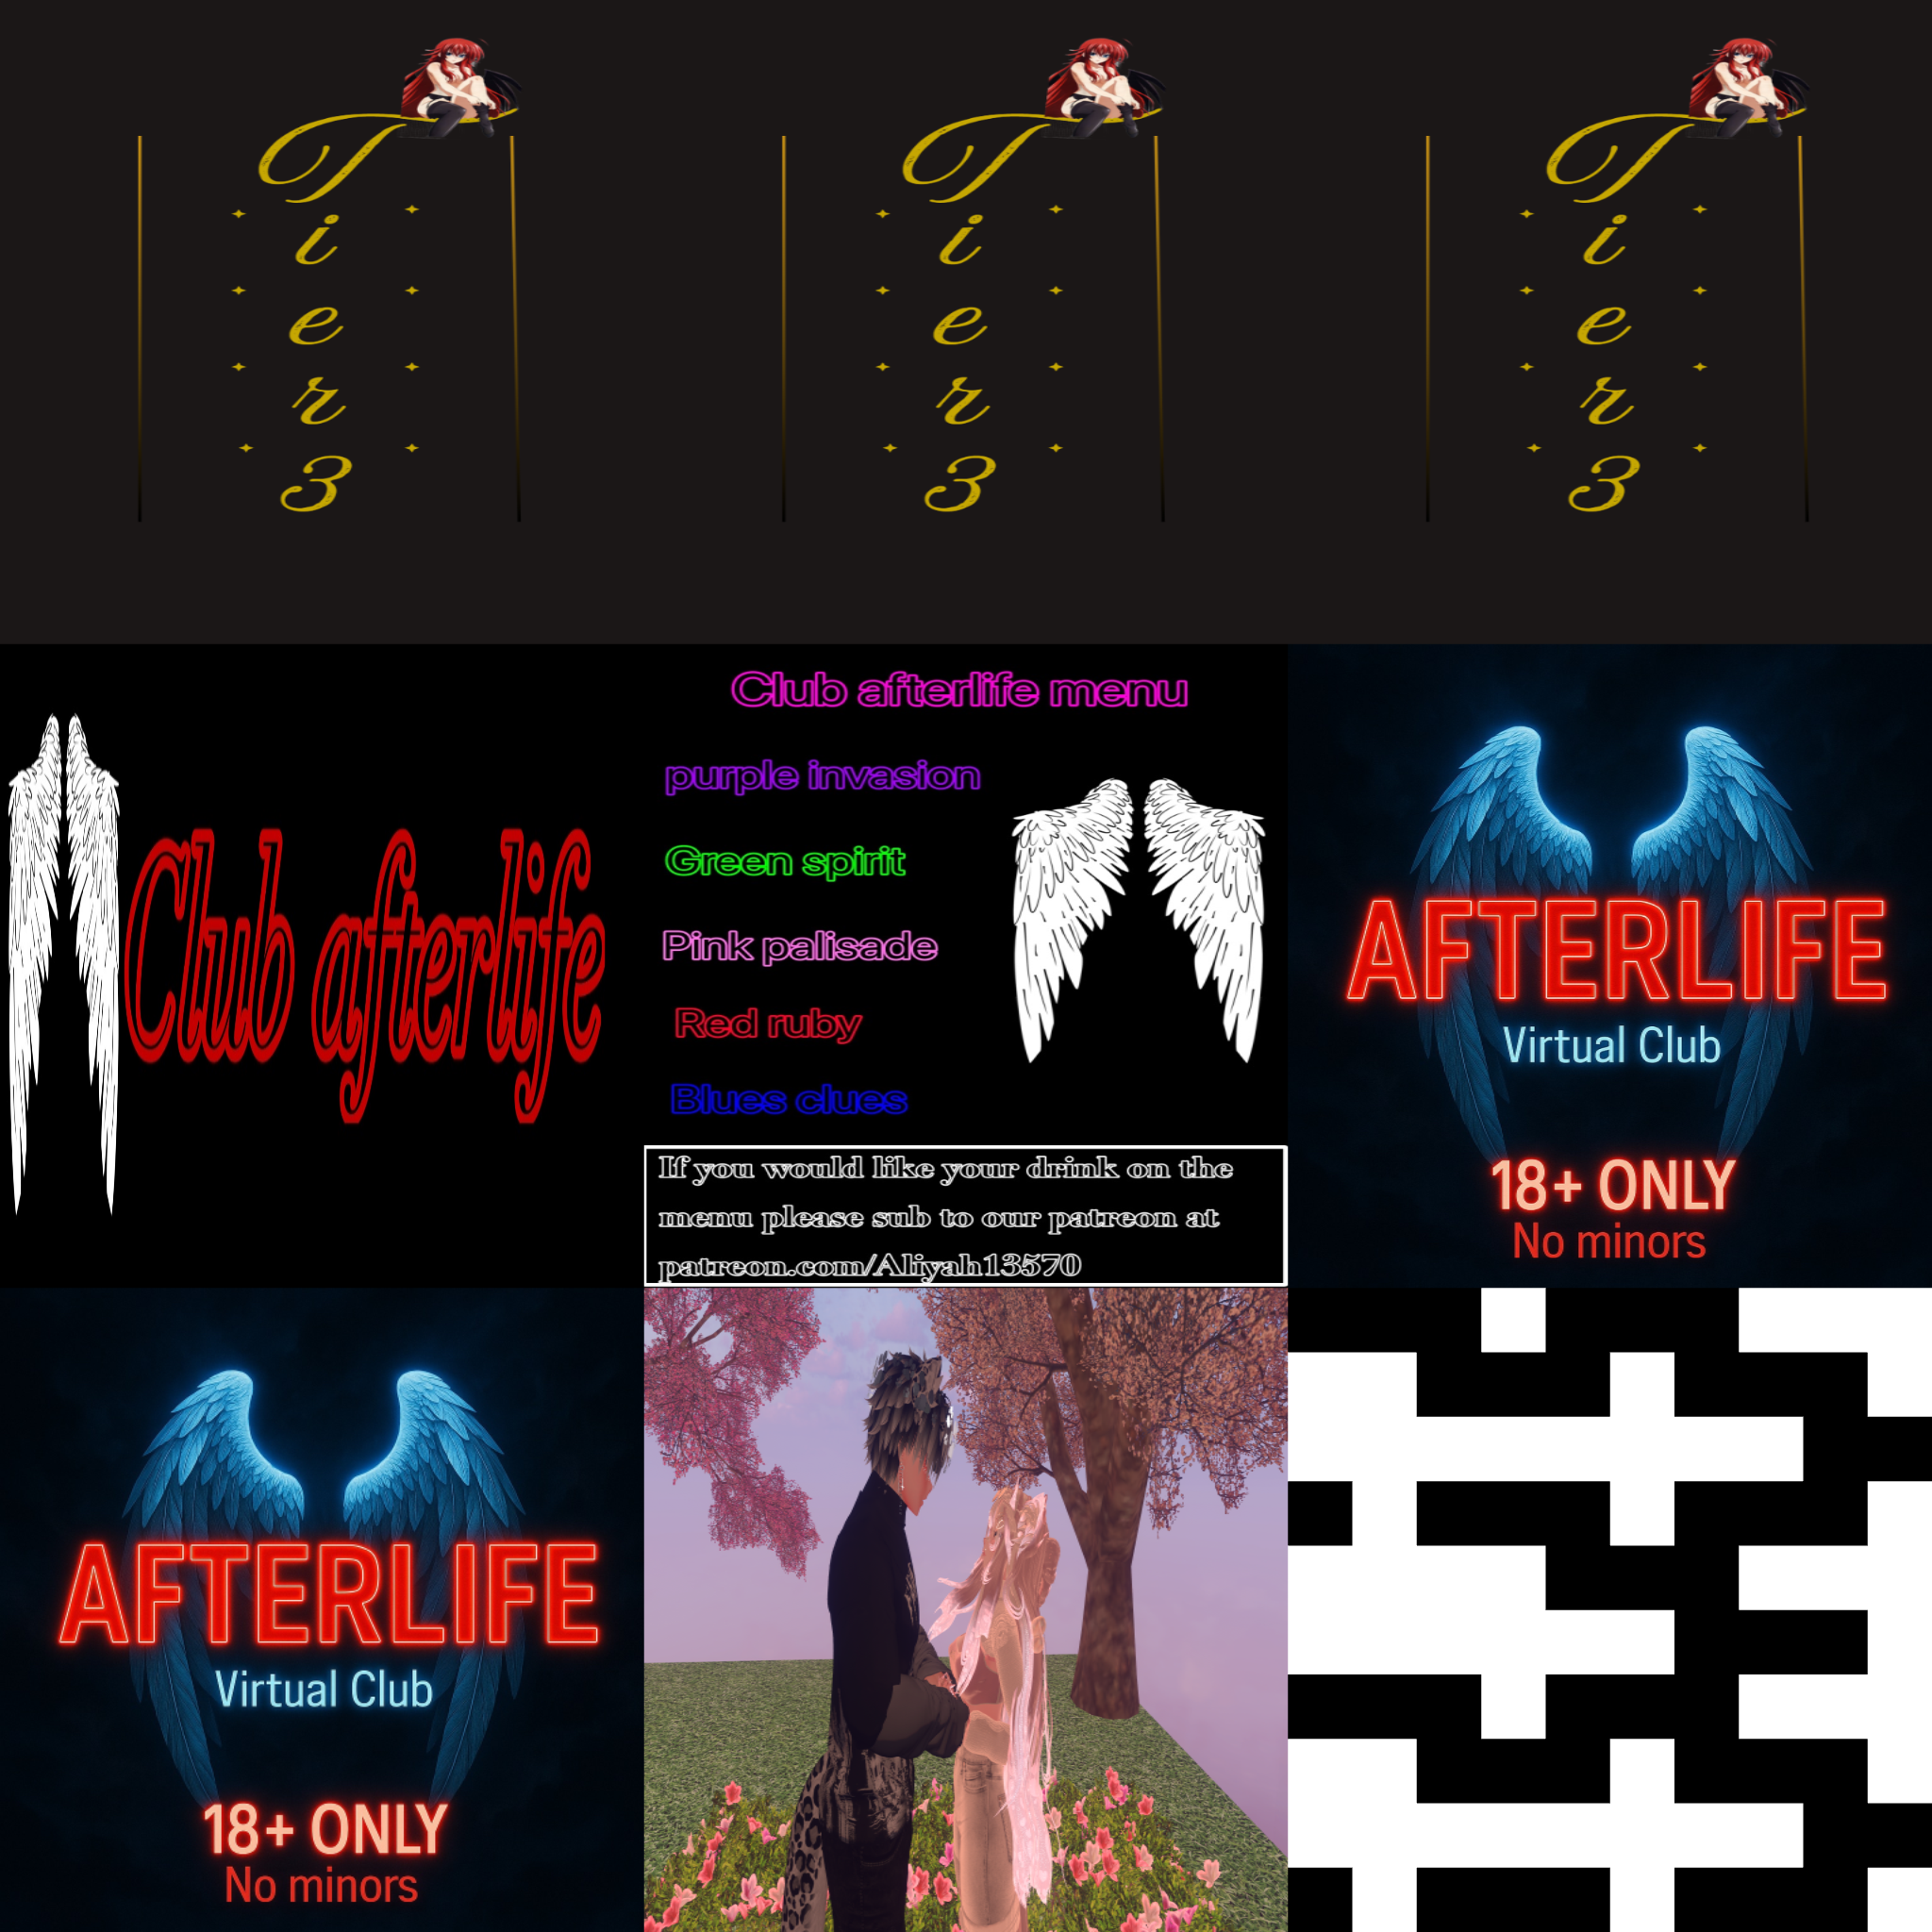 Tier3
Tier3
Tier3
Club afterlife
Club afterlife menu
purple invasion
Green spirit
Pink palisade
Red ruby
Blues clues
If you would like your drink on the
menu please sub to our patreon at
patreon.com/Aliyah13570
AFTERLIFE
Virtual Club
18+ ONLY
No minors
AFTERLIFE
Virtual Club
18+ ONLY
No minors